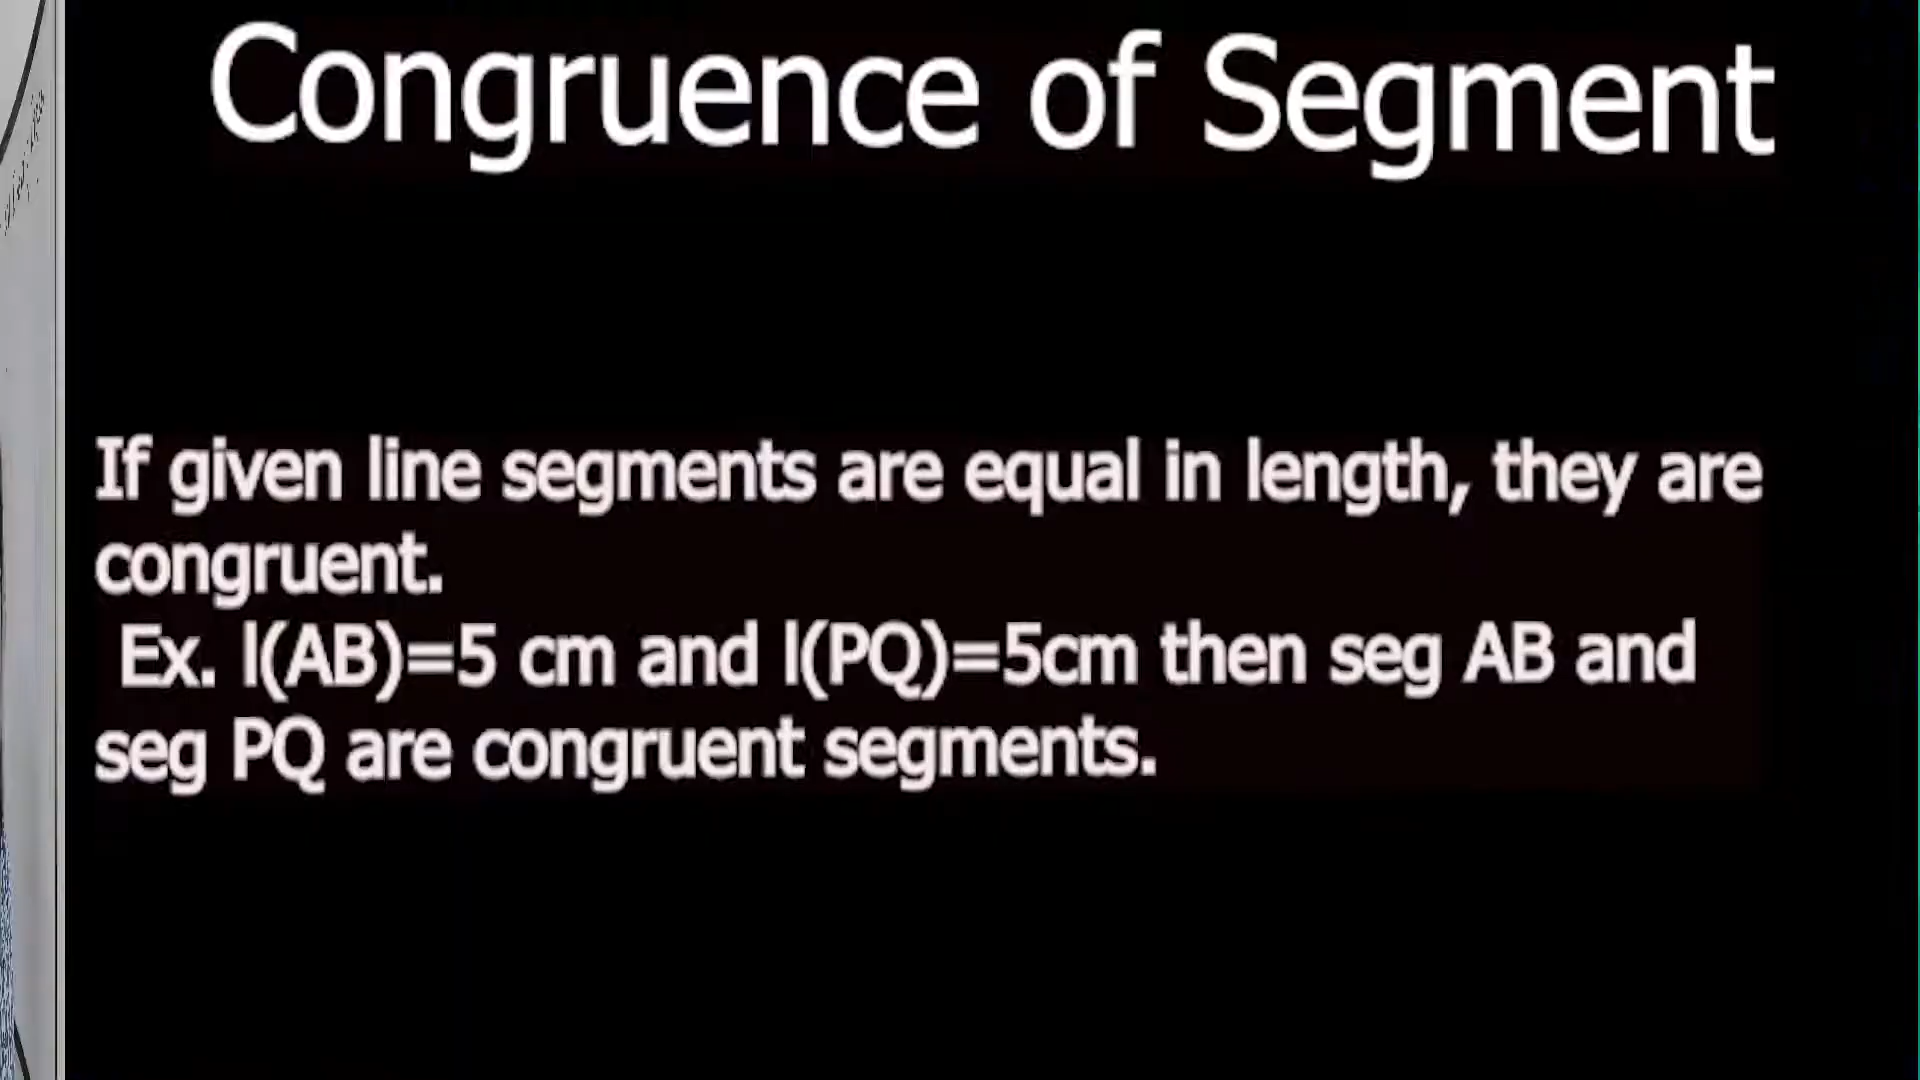 Congruence of Segment
If given line segments are equal in length, they are
congruent.
Ex. l(AB)=5 cm and l(PQ)=5cm then seg AB and
seg PQ are congruent segments.